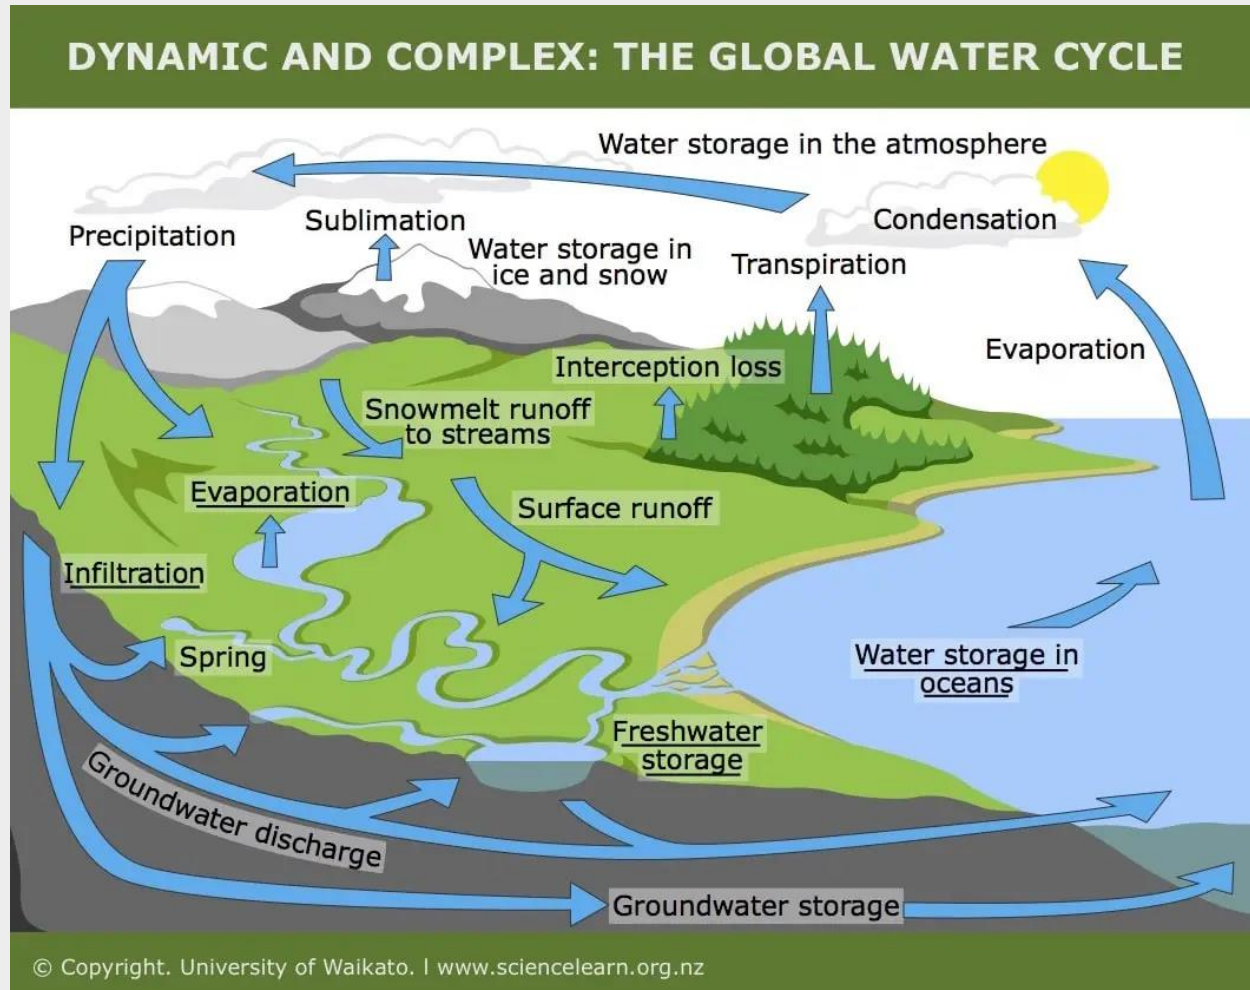 DYNAMIC AND COMPLEX: THE GLOBAL WATER CYCLE
Water storage in the atmosphere
Condensation
Precipitation
Sublimation
Water storage in
ice and snow
Transpiration
Evaporation
Interception loss
Snowmelt runoff
to streams
Evaporation
Surface runoff
Infiltration
Spring
Water storage in
oceans
Freshwater
storage
Groundwater discharge
Groundwater storage
© Copyright. University of Waikato. l www.sciencelearn.org.nz